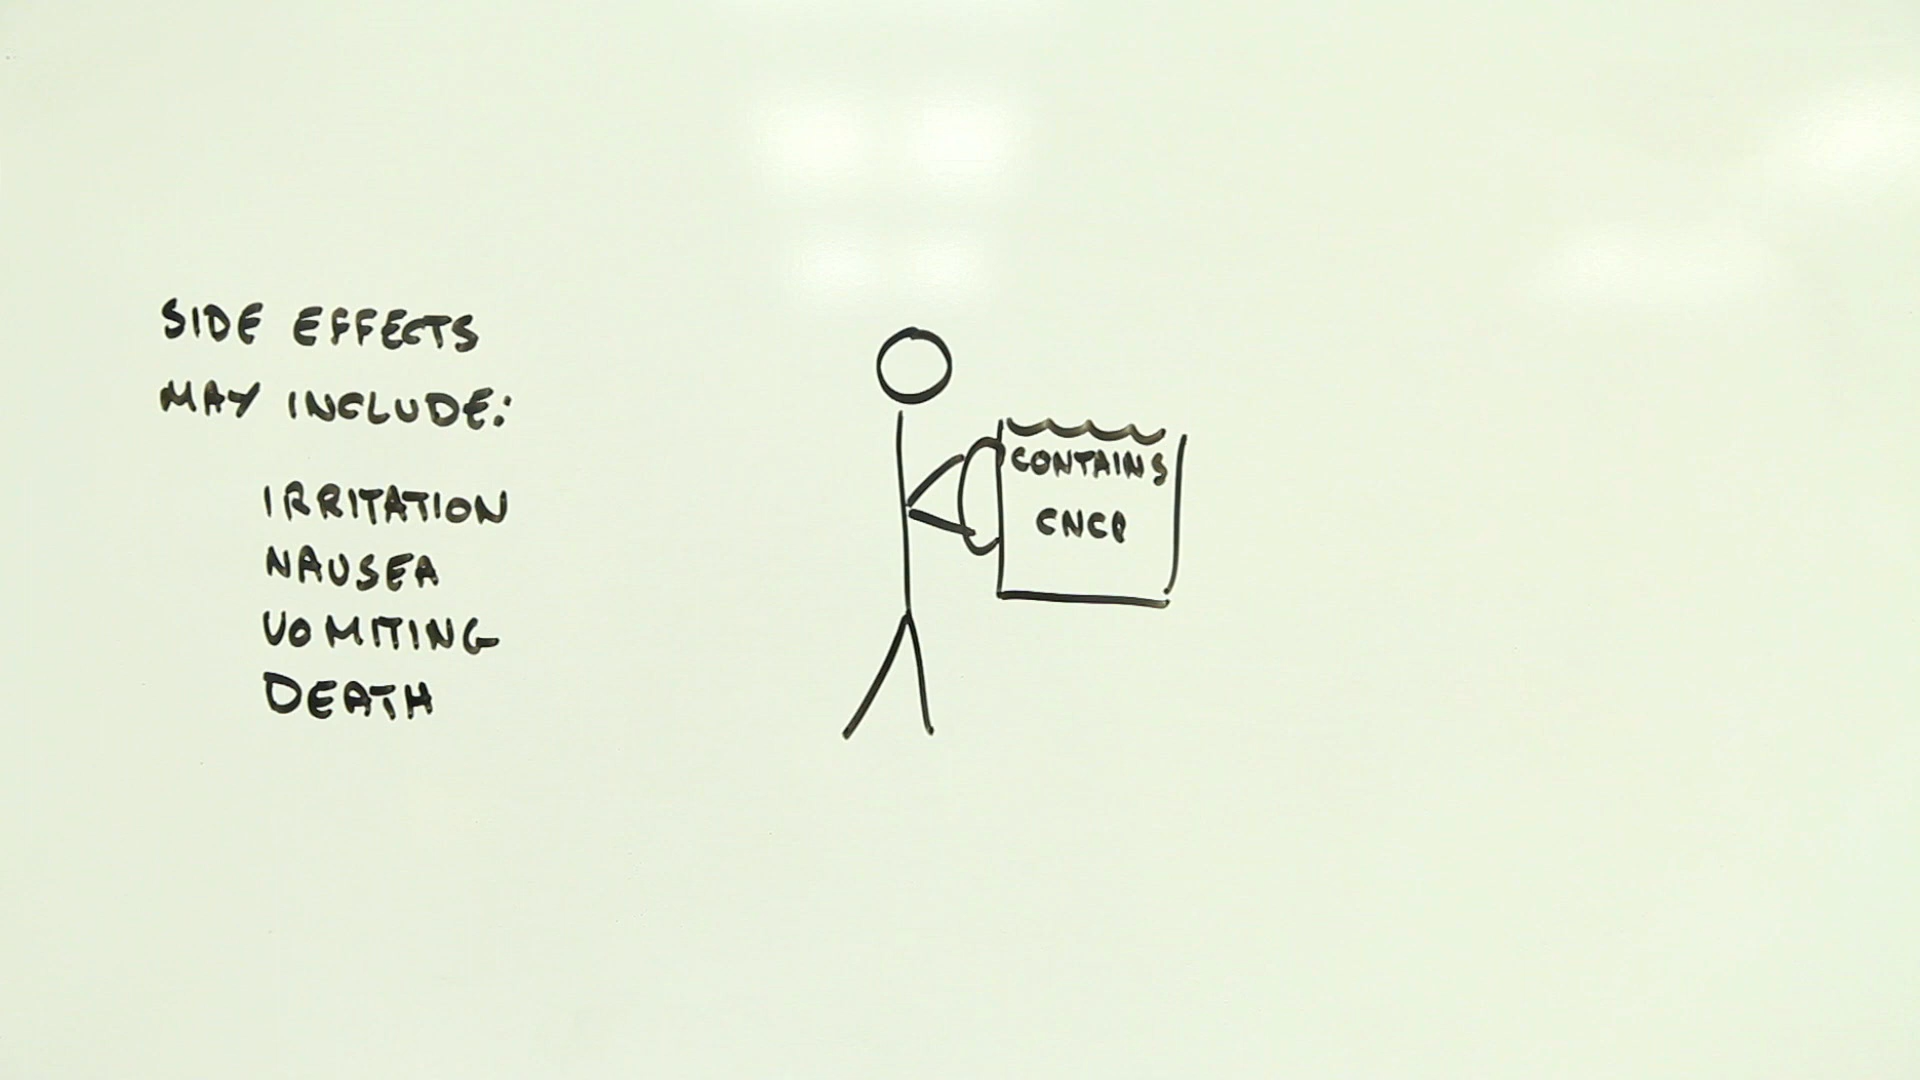 SIDE EFFECTS
MAY INCLUDE:
IRRITATION
NAUSEA
VOMITING
DEATH
CONTAINS
CNCP